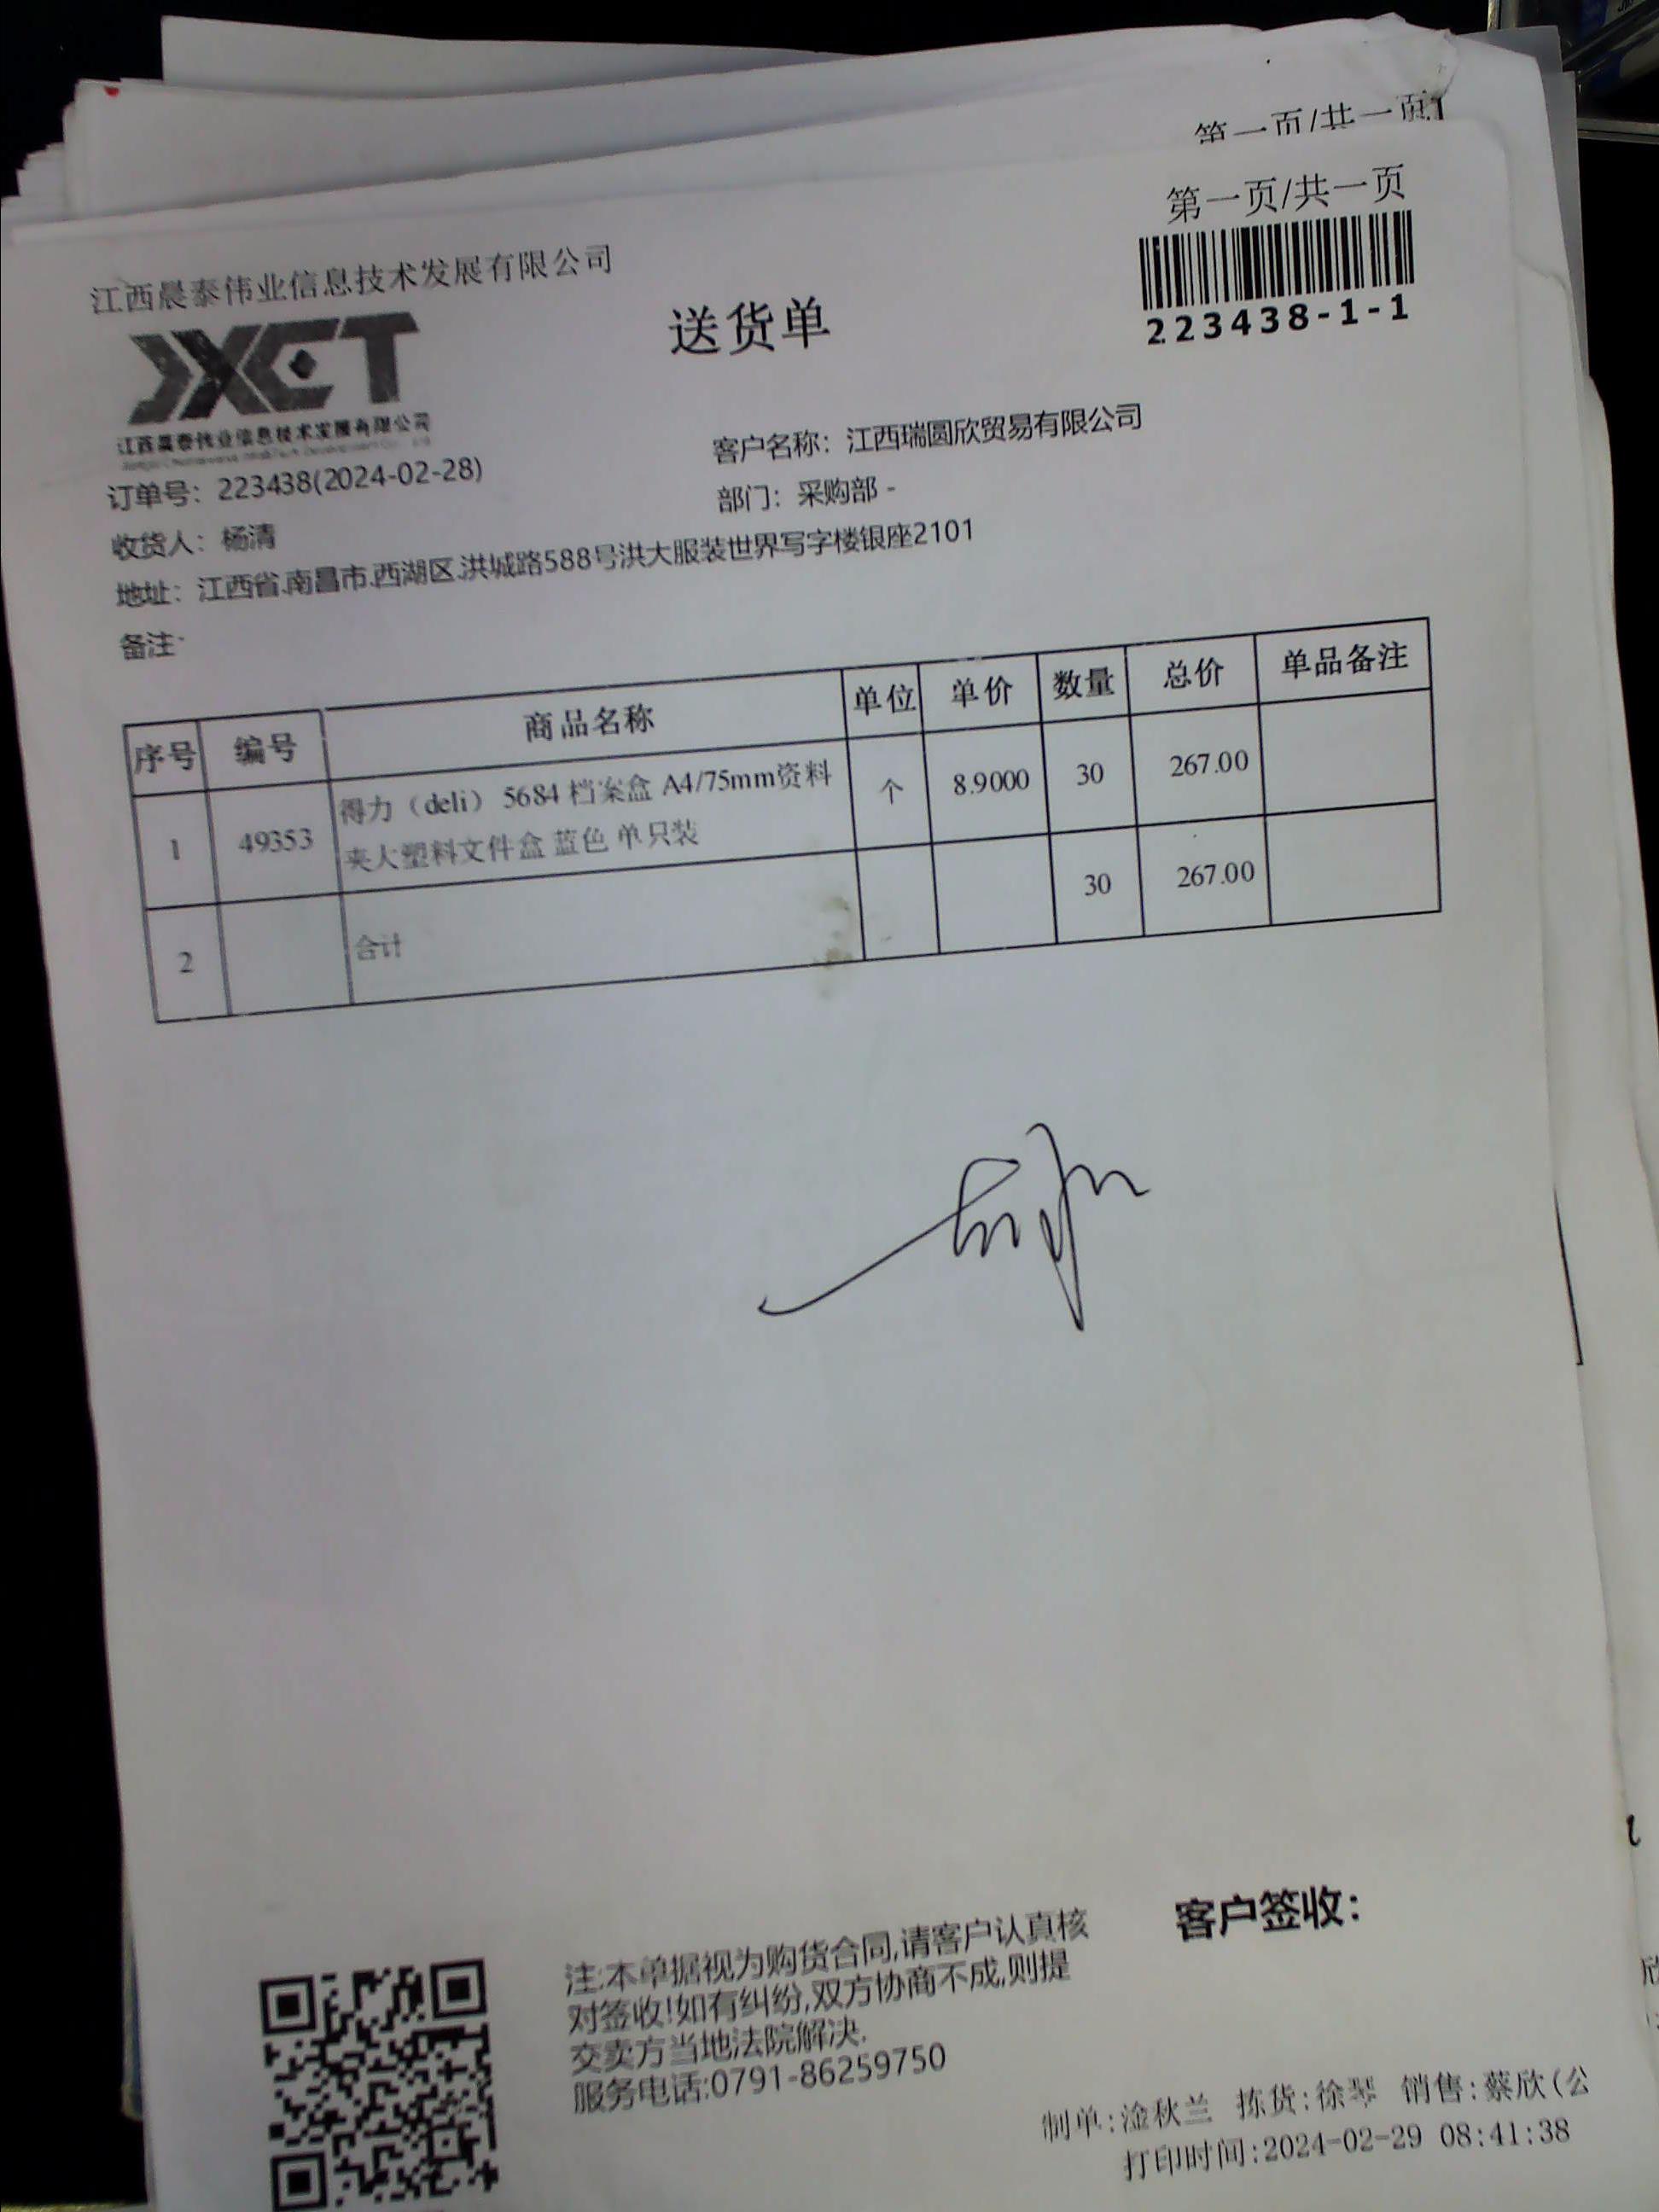 第一页/共一页
第一页/共一页
223438-1-1
江西晨泰伟业信息技术发展有限公司
送货单
JXCT
江西晨泰伟业信息技术发展有限公司
订单号：223438(2024-02-28)
客户名称：江西瑞圆欣贸易有限公司
收货人：杨清
部门：采购部 -
地址：江西省.南昌市.西湖区.洪城路588号洪大服装世界写字楼银座2101
备注:
序号 编号 商品名称 单位 单价 数量 总价 单品备注
1 49353 得力（deli） 5684 档案盒 A4/75mm资料 个 8.9000 30 267.00
夹大塑料文件盒 蓝色 单只装
2 合计 30 267.00
客户签收：
注:本单据视为购货合同,请客户认真核
对签收!如有纠纷,双方协商不成,则提
交卖方当地法院解决.
服务电话:0791-86259750
制单:淦秋兰 拣货:徐琴 销售:蔡欣(公
打印时间:2024-02-29 08:41:38